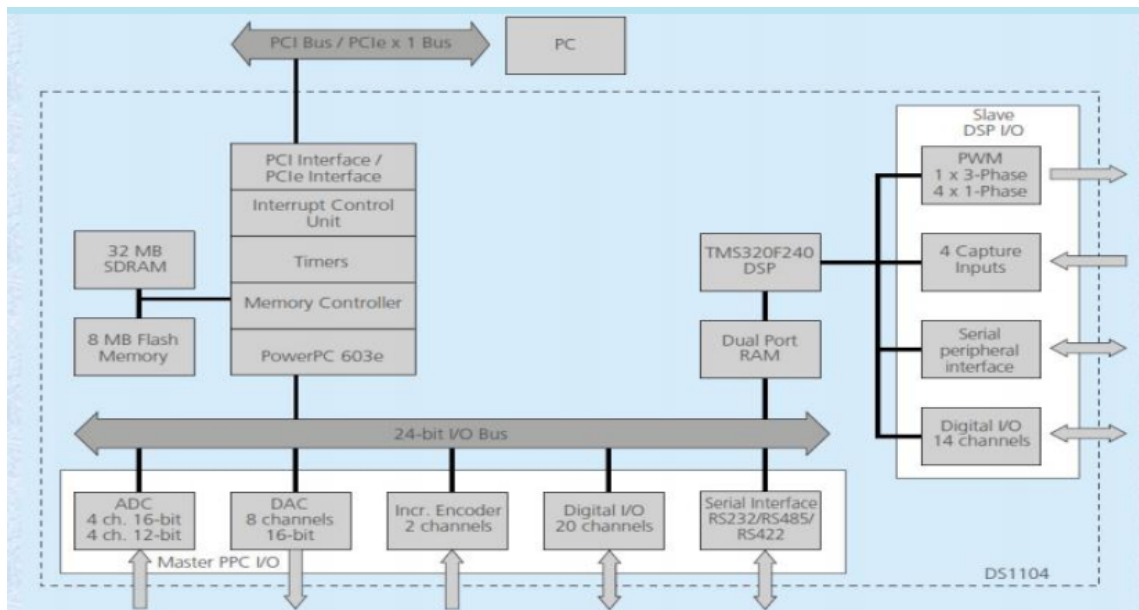 PCI Bus / PCIe x 1 Bus
PC
PCI Interface /
PCIe Interface
Interrupt Control
Unit
Timers
Memory Controller
PowerPC 603e
32 MB
SDRAM
8 MB Flash
Memory
TMS320F240
DSP
Dual Port
RAM
Slave
DSP I/O
PWM
1 x 3-Phase
4 x 1-Phase
4 Capture
Inputs
Serial
peripheral
interface
Digital I/O
14 channels
24-bit I/O Bus
ADC
4 ch. 16-bit
4 ch. 12-bit
DAC
8 channels
16-bit
Incr. Encoder
2 channels
Digital I/O
20 channels
Serial Interface
RS232/RS485/
RS422
Master PPC I/O
DS1104